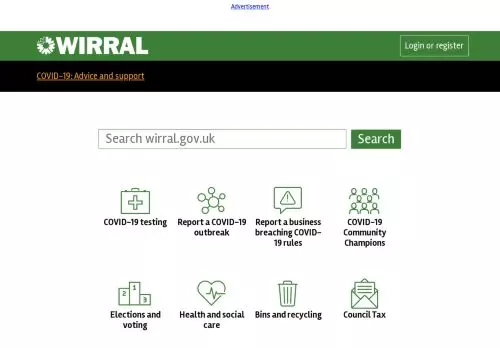 Advertisement
WIRRAL
Login or register
COVID-19: Advice and support
Search wirral.gov.uk
Search
COVID-19 testing
Report a COVID-19
outbreak
Report a business
breaching COVID-
19 rules
COVID-19
Community
Champions
1
2
3
Elections and
voting
Health and social
care
Bins and recycling
Council Tax